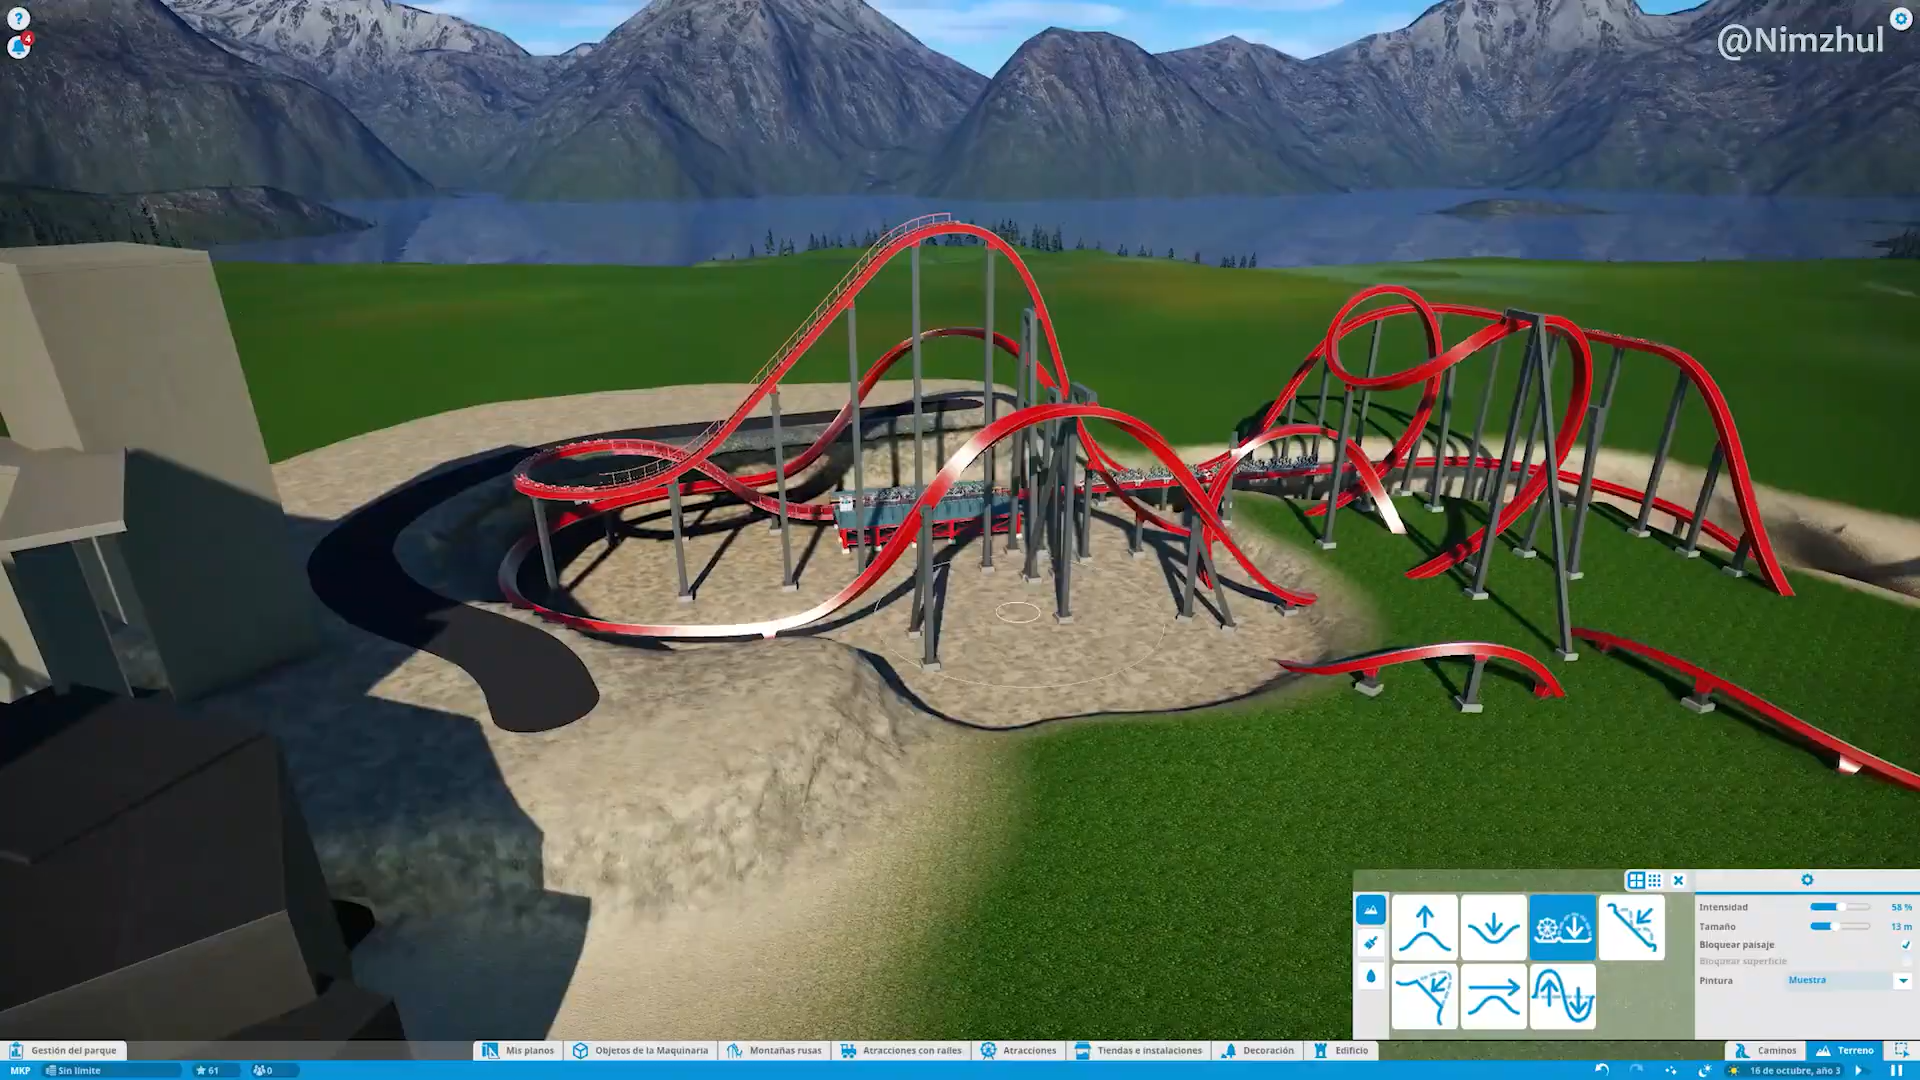 ?
4
@Nimzhul
Intensidad 58 %
Tamaño 13 m
Bloquear paisaje
Bloquear superficie
Pintura Muestra
Gestión del parque
Mis planos
Objetos de la Maquinaria
Montañas rusas
Atracciones con raíles
Atracciones
Tiendas e instalaciones
Decoración
Edificio
Caminos
Terreno
MKP
Sin límite
61
0
16 de octubre, año 3